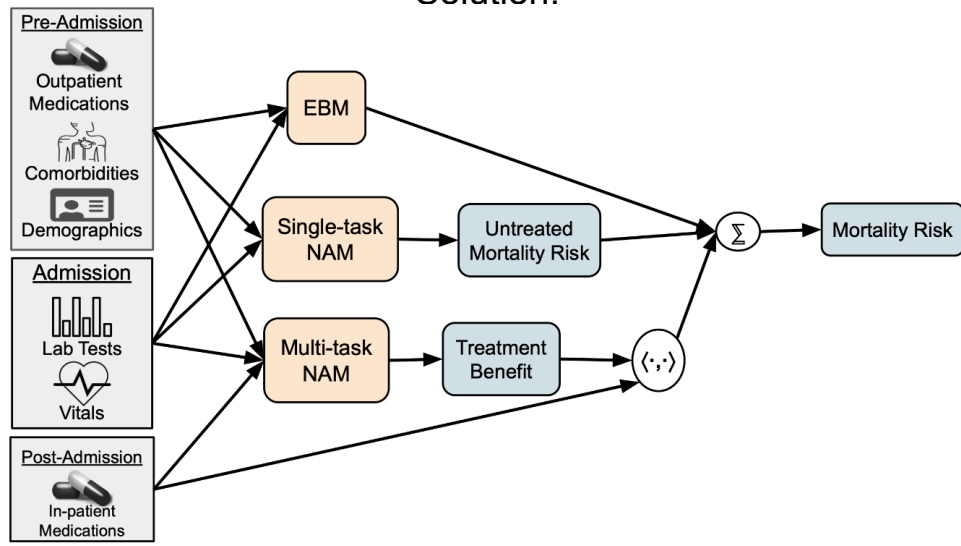 Solution:
Pre-Admission
Outpatient
Medications
Comorbidities
Demographics
Admission
Lab Tests
Vitals
Post-Admission
In-patient
Medications
EBM
Single-task
NAM
Multi-task
NAM
Untreated
Mortality Risk
Treatment
Benefit
⟨·,·⟩
Σ
Mortality Risk